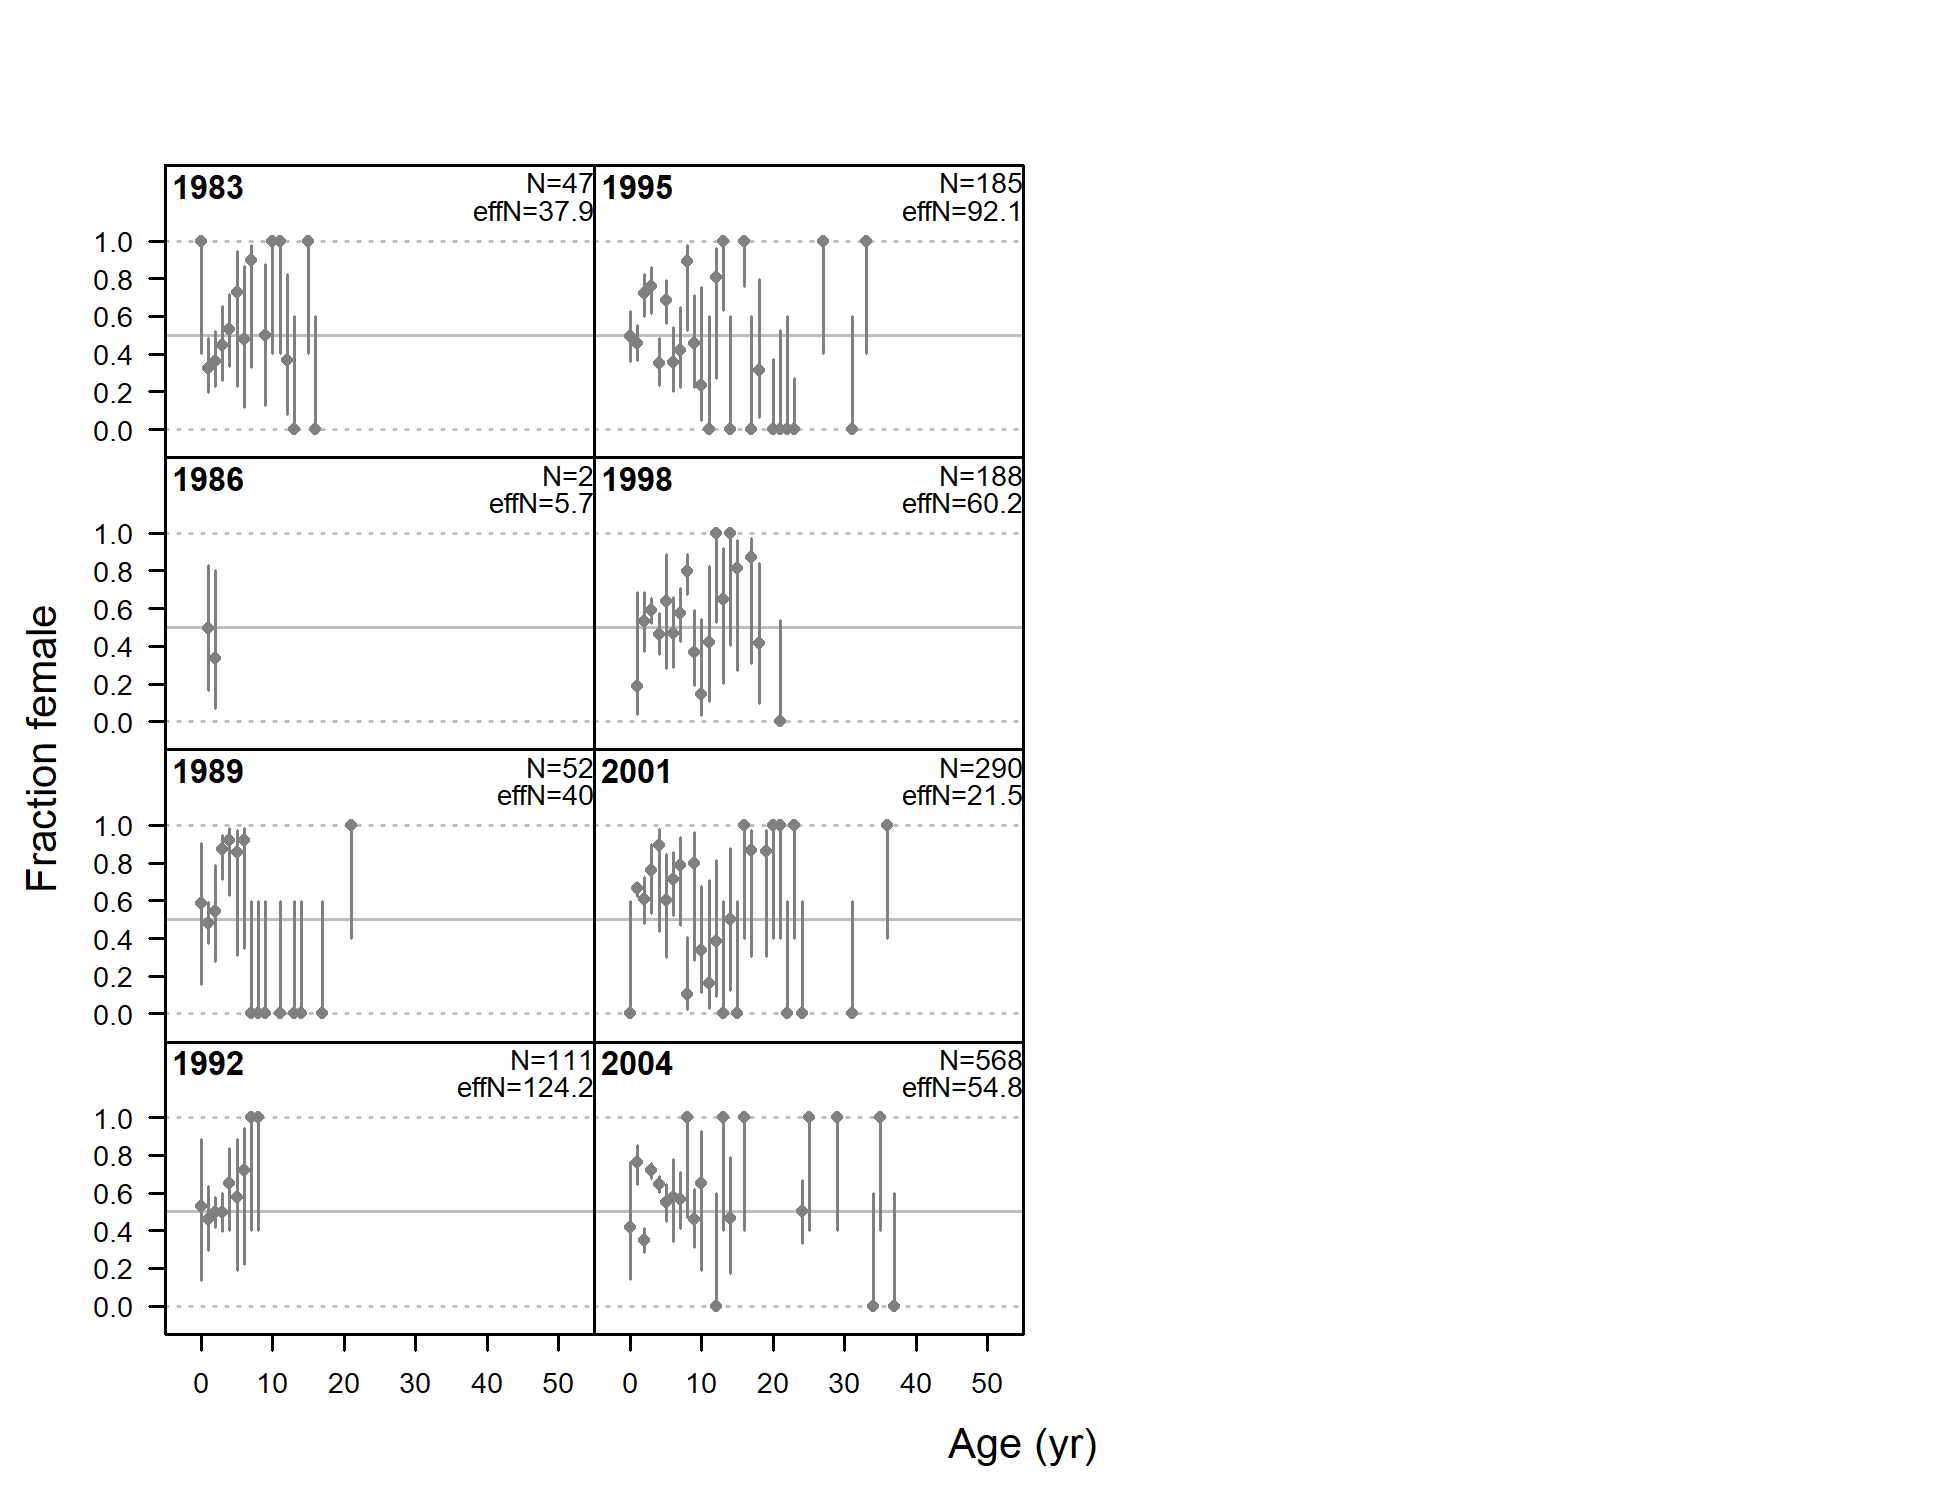 Fraction female
1983
N=47
effN=37.9
1.0
0.8
0.6
0.4
0.2
0.0
1995
N=185
effN=92.1
1986
N=2
effN=5.7
1.0
0.8
0.6
0.4
0.2
0.0
1998
N=188
effN=60.2
1989
N=52
effN=40
1.0
0.8
0.6
0.4
0.2
0.0
2001
N=290
effN=21.5
1992
N=111
effN=124.2
1.0
0.8
0.6
0.4
0.2
0.0
2004
N=568
effN=54.8
0 10 20 30 40 50
0 10 20 30 40 50
Age (yr)